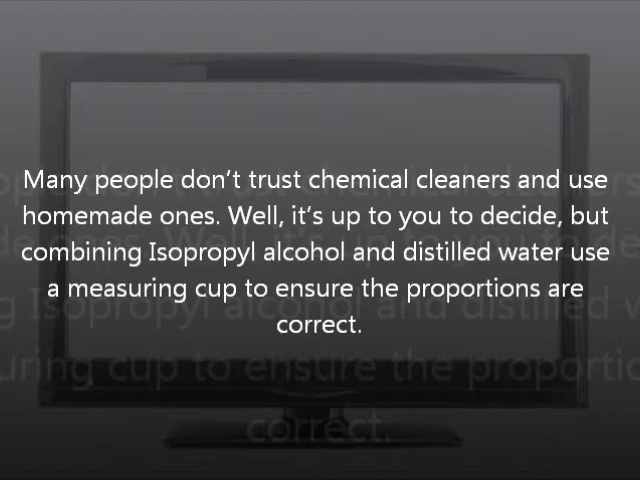 Many people don't trust chemical cleaners and use
homemade ones. Well, it's up to you to decide, but
combining Isopropyl alcohol and distilled water use
a measuring cup to ensure the proportions are
correct.